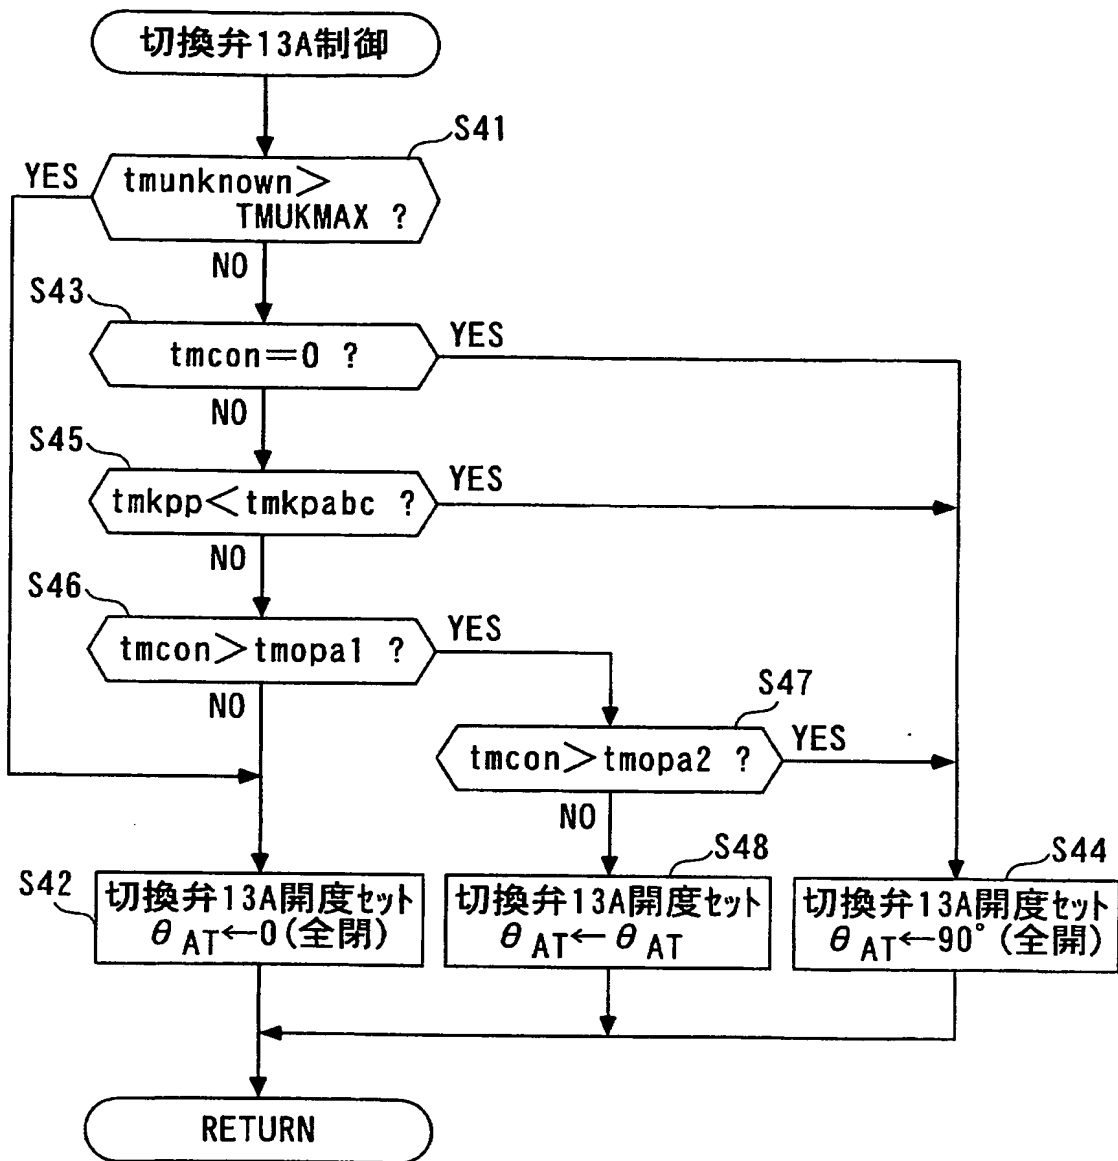 切換弁13A制御
S41
YES
tmunknown＞
TMUKMAX ?
NO
S43
YES
tmcon＝0 ?
NO
S45
YES
tmkpp＜tmkpabc ?
NO
S46
YES
tmcon＞tmopa1 ?
NO
S47
YES
tmcon＞tmopa2 ?
NO
S42
切換弁13A開度セット
θAT←0(全閉)
S48
切換弁13A開度セット
θAT←θAT
S44
切換弁13A開度セット
θAT←90°(全開)
RETURN